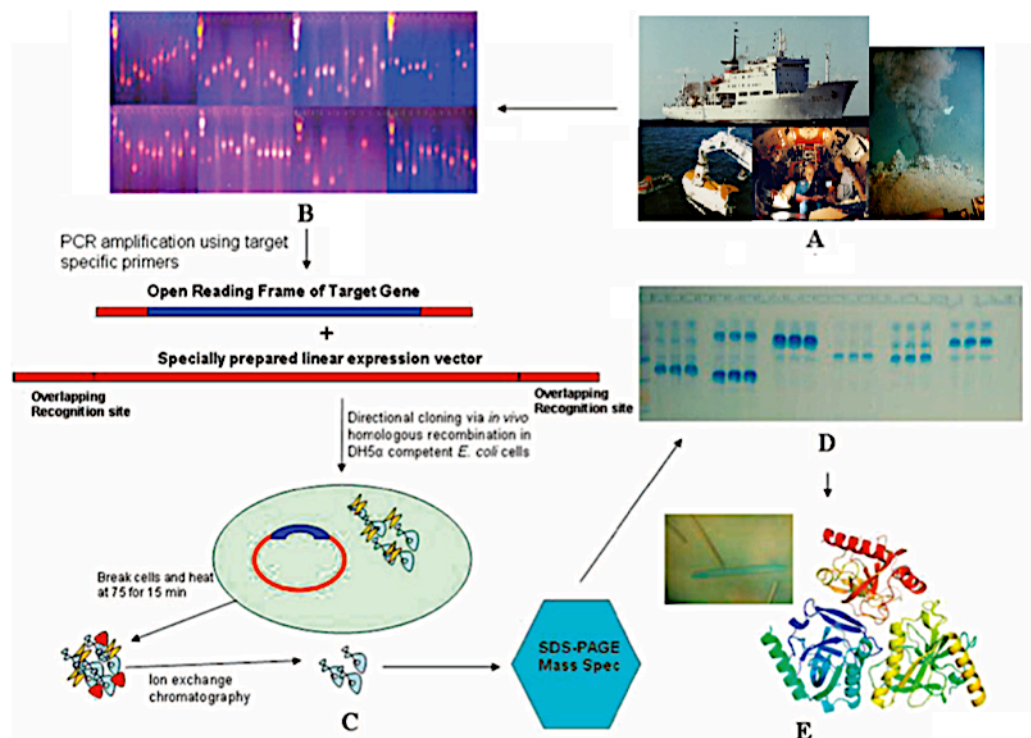 B
A
PCR amplification using target
specific primers
Open Reading Frame of Target Gene
+
Specially prepared linear expression vector
Overlapping
Recognition site
Overlapping
Recognition site
Directional cloning via in vivo
homologous recombination in
DH5α competent E. coli cells
D
Break cells and heat
at 75 for 15 min
SDS-PAGE
Mass Spec
Ion exchange
chromatography
C
E